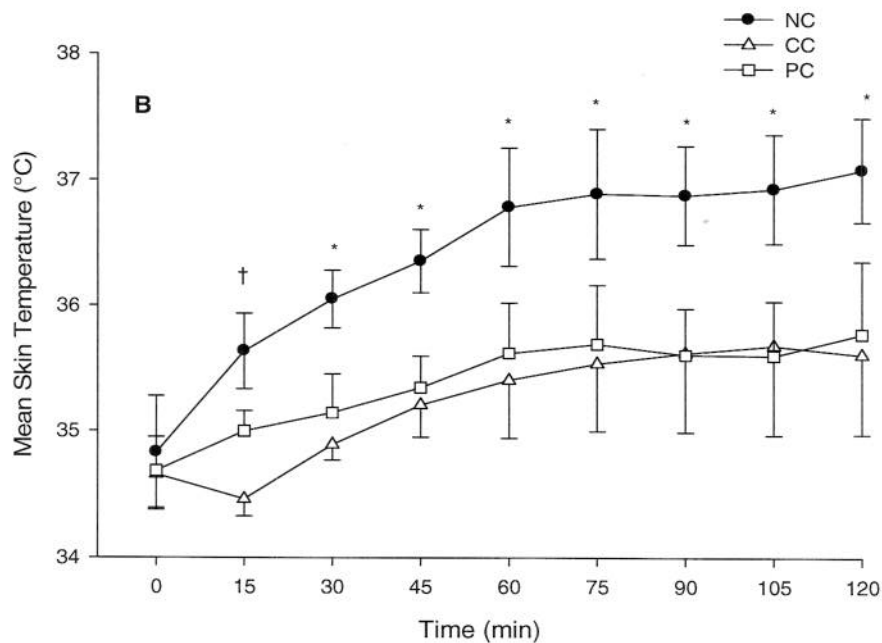 NC
CC
PC
38
B
* * * * *
*
*
37
†
36
35
34
0 15 30 45 60 75 90 105 120
Mean Skin Temperature (°C)
Time (min)